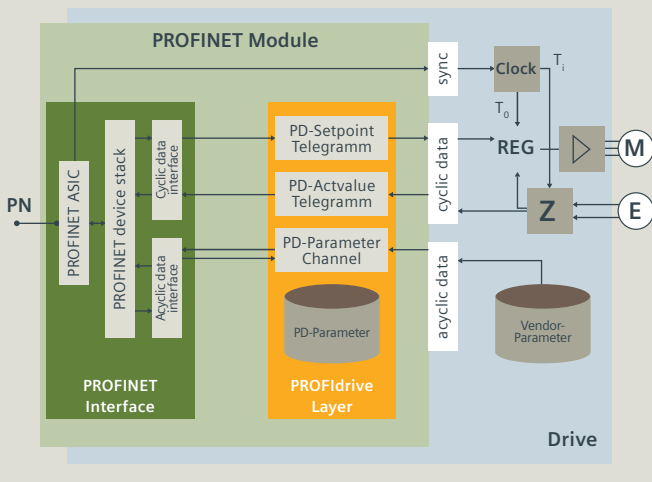 PROFINET Module
sync
Clock
T_i
T_0
PROFINET ASIC
PROFINET device stack
Cyclic data
interface
PD-Setpoint
Telegramm
cyclic data
REG
M
PD-Actvalue
Telegramm
PN
Z
E
Acyclic data
interface
PD-Parameter
Channel
acyclic data
PD-Parameter
Vendor-
Parameter
PROFINET
Interface
PROFIdrive
Layer
Drive